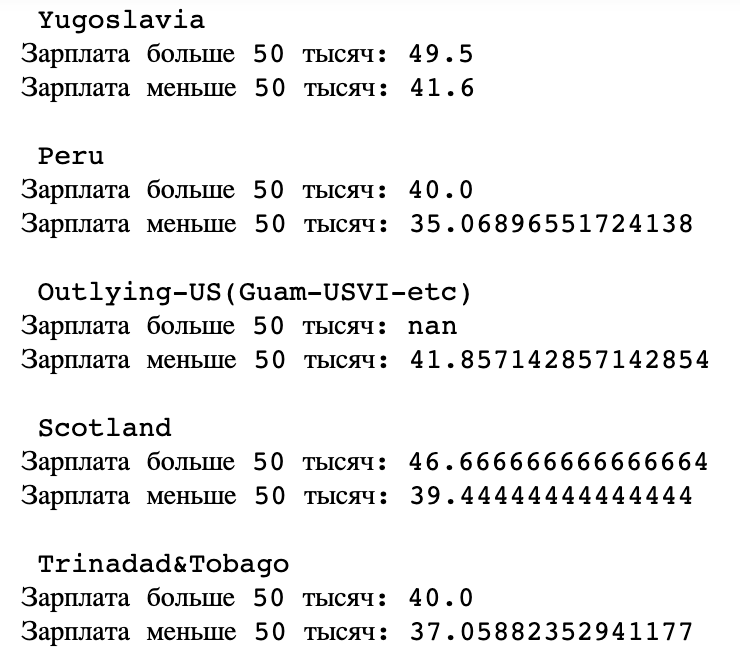 Yugoslavia
Зарплата больше 50 тысяч: 49.5
Зарплата меньше 50 тысяч: 41.6
Peru
Зарплата больше 50 тысяч: 40.0
Зарплата меньше 50 тысяч: 35.06896551724138
Outlying-US(Guam-USVI-etc)
Зарплата больше 50 тысяч: nan
Зарплата меньше 50 тысяч: 41.857142857142854
Scotland
Зарплата больше 50 тысяч: 46.666666666666664
Зарплата меньше 50 тысяч: 39.44444444444444
Trinadad&Tobago
Зарплата больше 50 тысяч: 40.0
Зарплата меньше 50 тысяч: 37.05882352941177